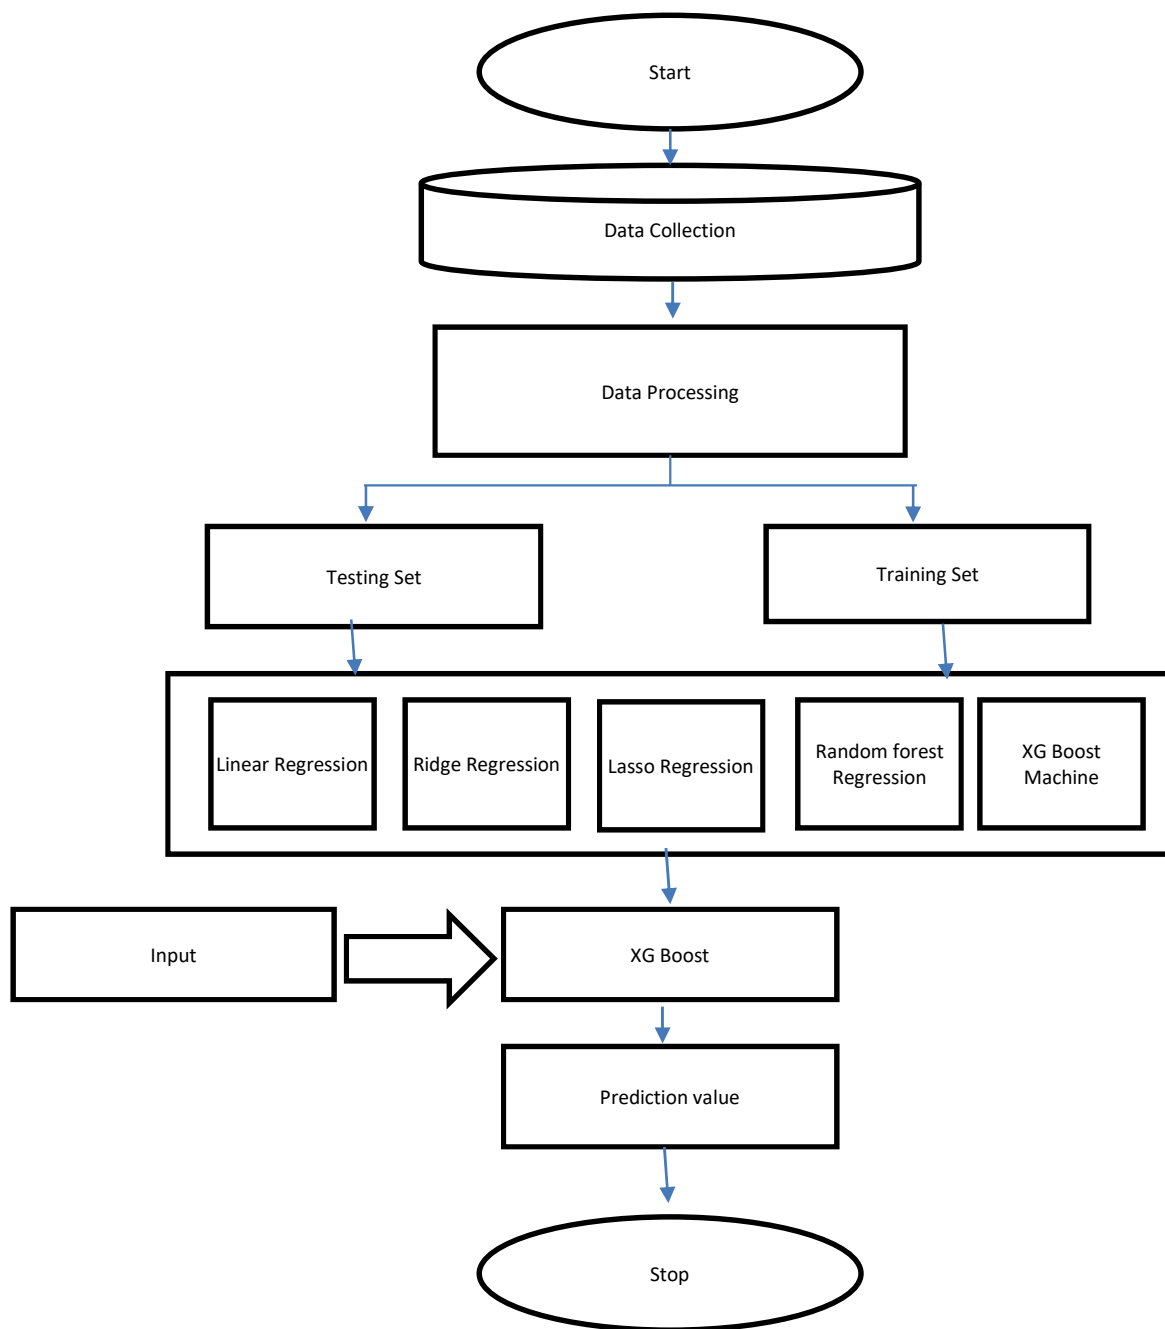 Start
Data Collection
Data Processing
Testing Set
Training Set
Linear Regression
Ridge Regression
Lasso Regression
Random forest
Regression
XG Boost
Machine
Input
XG Boost
Prediction value
Stop